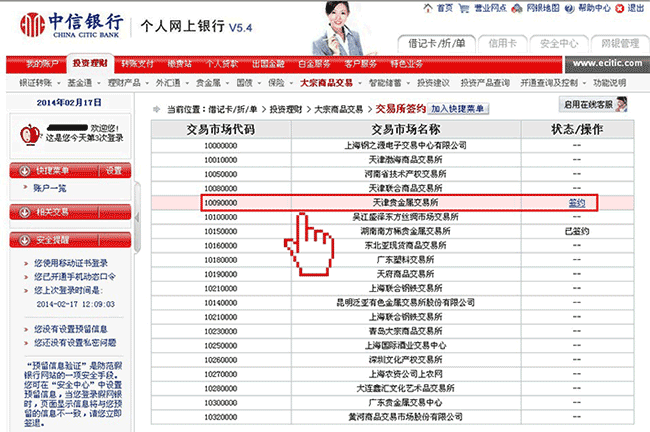 首页 营业网点 网银地图 帮助中心 退出
中信银行
CHINA CITIC BANK
个人网上银行 V5.4
借记卡/折/单 信用卡 安全中心 网银管理
我的账户 投资理财 转账支付 缴费站 个人贷款 出国金融 白金服务 客户服务 特色业务 www.ecitic.com
银证转账 基金通 理财产品 外汇通 贵金属 国债 保险 大宗商品交易 智能储蓄 投资建议 投资产品查询 开通查询及控制 功能说明
2014年02月17日
当前位置：借记卡/折/单 > 投资理财 > 大宗商品交易 > 交易所签约 加入快捷菜单
启用在线客服
欢迎您!
这是您今天第3次登录
快捷菜单 设置
账户一览
相关交易
安全提醒
您使用移动证书登录
您已开通手机动态口令
您上次登录时间是:
2014-02-17 12:09:03
您没有设置预留信息
您还没有设置私密问题
“预留信息验证”是防范假
银行网站的一项安全手段。
您可在“安全中心”中设置
预留信息，当您登录假网银
时，页面显示信息将与您预
留的信息不一致，请您立即
签退。
交易市场代码 交易市场名称 状态/操作
10000000 上海钢之源电子交易中心有限公司 --
10010000 天津渤海商品交易所 --
10050000 河南省技术产权交易所 --
10080000 天津联合商品交易所 --
10090000 天津贵金属交易所 签约
10100000 吴江盛泽东方丝绸市场交易所 --
10150000 湖南南方稀贵金属交易所 已签约
10160000 东北亚现货商品交易所 --
10180000 广东塑料交易所 --
10190000 天府商品交易所 --
10210000 上海联合钢铁交易所 --
10140000 昆明泛亚有色金属交易所股份有限公司 --
10210000 上海联合钢铁交易所 --
10230000 青岛大宗商品交易所 --
10250000 上海国际酒业交易中心 --
10260000 深圳文化产权交易所 --
10270000 上海农资公司上农网 --
10280000 大连鑫汇文化艺术品交易所 --
10300000 广东贵金属交易中心 --
10320000 黄河商品交易市场股份有限公司 --